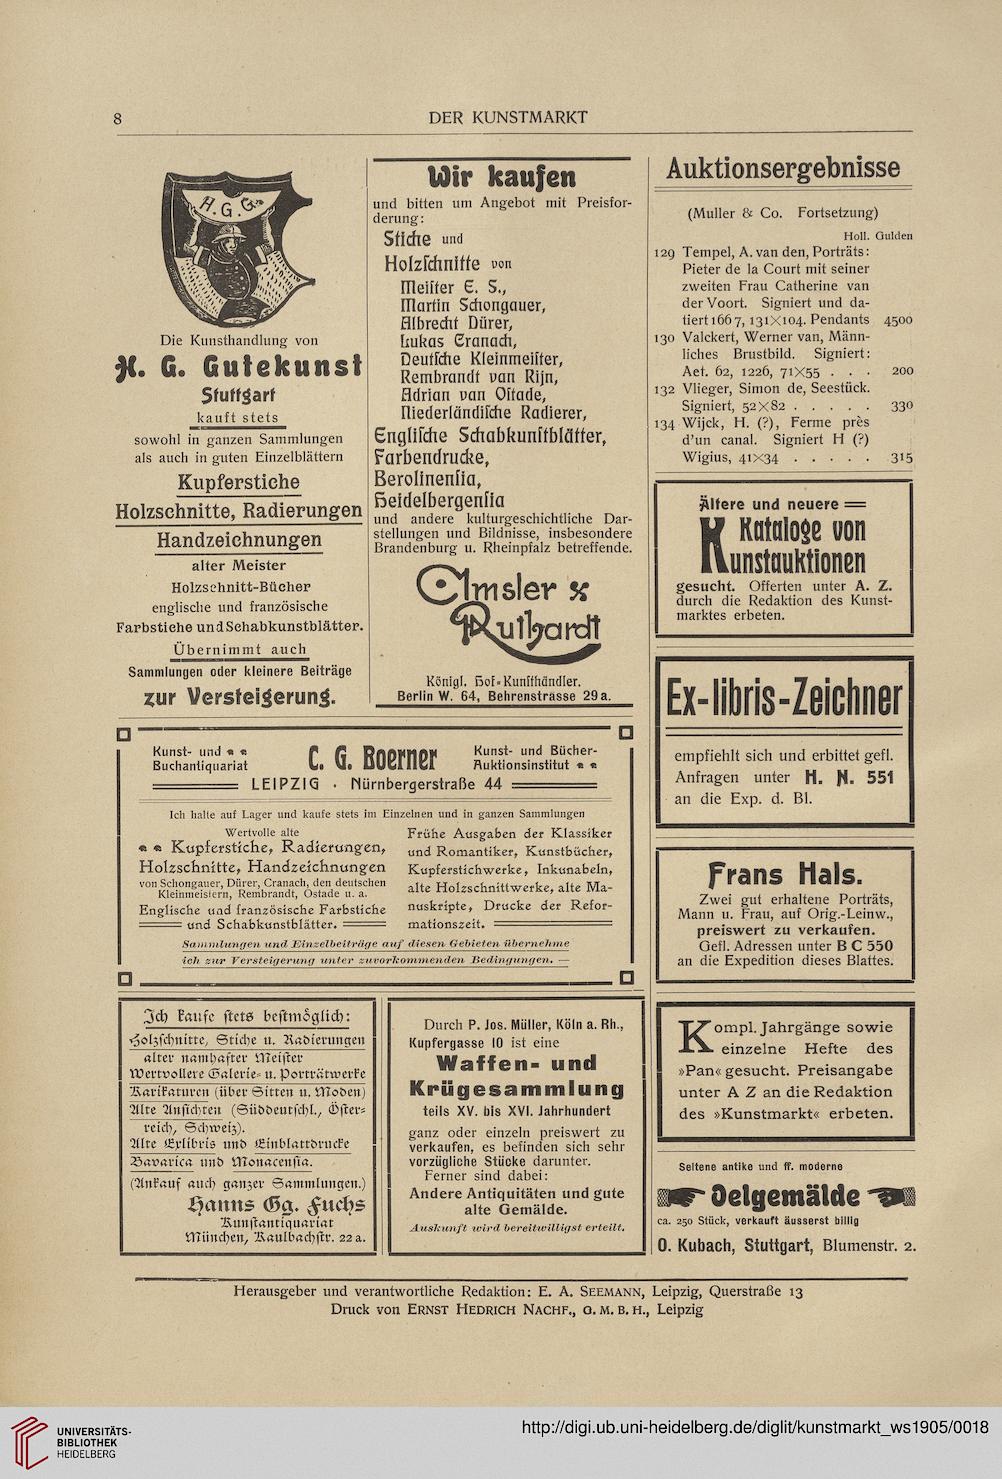 8
DER KUNSTMARKT
H. G. G.
Die Kunsthandlung von
H. G. Gutekunst
Stuttgart
kauft stets
sowohl in ganzen Sammlungen
als auch in guten Einzelblättern
Kupferstiche
Holzschnitte, Radierungen
Handzeichnungen
alter Meister
Holzschnitt-Bücher
englische und französische
Farbstiche und Schabkunstblätter.
Übernimmt auch
Sammlungen oder kleinere Beiträge
zur Versteigerung.
Wir kaufen
und bitten um Angebot mit Preisfor-
derung:
Stiche und
Holzschnitte von
Meister E. S.,
Martin Schongauer,
Albrecht Dürer,
Lukas Cranach,
Deutsche Kleinmeister,
Rembrandt van Rijn,
Adrian van Ostade,
Niederländische Radierer,
Englische Schabkunstblätter,
Farbendrucke,
Berolinensia,
Heidelbergensia
und andere kulturgeschichtliche Dar-
stellungen und Bildnisse, insbesondere
Brandenburg u. Rheinpfalz betreffende.
Amsler &
Ruthardt
Königl. Hof-Kunsthändler.
Berlin W. 64, Behrenstrasse 29a.
Auktionsergebnisse
(Muller & Co. Fortsetzung)
Holl. Gulden
129 Tempel, A. van den, Porträts:
Pieter de la Court mit seiner
zweiten Frau Catherine van
der Voort. Signiert und da-
tiert 1667, 131×104. Pendants 4500
130 Valckert, Werner van, Männ-
liches Brustbild. Signiert:
Aet. 62, 1226, 71×55 . . . 200
132 Vlieger, Simon de, Seestück.
Signiert, 52×82 . . . . . 330
134 Wijck, H. (?), Ferme près
d'un canal. Signiert H (?)
Wigius, 41×34 . . . . . 315
Ältere und neuere
Kataloge von
Kunstauktionen
gesucht. Offerten unter A. Z.
durch die Redaktion des Kunst-
marktes erbeten.
Ex-libris-Zeichner
empfiehlt sich und erbittet gefl.
Anfragen unter H. N. 551
an die Exp. d. Bl.
Kunst- und
Buchantiquariat
C. G. Boerner
Kunst- und Bücher-
Auktionsinstitut
LEIPZIG · Nürnbergerstraße 44
Ich halte auf Lager und kaufe stets im Einzelnen und in ganzen Sammlungen
Wertvolle alte
Kupferstiche, Radierungen,
Holzschnitte, Handzeichnungen
von Schongauer, Dürer, Cranach, den deutschen
Kleinmeistern, Rembrandt, Ostade u. a.
Englische und französische Farbstiche
und Schabkunstblätter.
Frühe Ausgaben der Klassiker
und Romantiker, Kunstbücher,
Kupferstichwerke, Inkunabeln,
alte Holzschnittwerke, alte Ma-
nuskripte, Drucke der Refor-
mationszeit.
Sammlungen und Einzelbeiträge auf diesen Gebieten übernehme
ich zur Versteigerung unter zuvorkommenden Bedingungen. —
Frans Hals.
Zwei gut erhaltene Porträts,
Mann u. Frau, auf Orig.-Leinw.,
preiswert zu verkaufen.
Gefl. Adressen unter B C 550
an die Expedition dieses Blattes.
Ich kaufe stets bestmöglich:
Holzschnitte, Stiche u. Radierungen
alter namhafter Meister
Wertvollere Galerie- u. Porträtwerke
Karikaturen (über Sitten u. Moden)
Alte Ansichten (Süddeutschl., Öster-
reich, Schweiz).
Alte Exlibris und Einblattdrucke
Bavarica und Monacensia.
(Ankauf auch ganzer Sammlungen.)
Hanns Gg. Fuchs
Kunstantiquariat
München, Kaulbachstr. 22 a.
Durch P. Jos. Müller, Köln a. Rh.,
Kupfergasse 10 ist eine
Waffen- und
Krügesammlung
teils XV. bis XVI. Jahrhundert
ganz oder einzeln preiswert zu
verkaufen, es befinden sich sehr
vorzügliche Stücke darunter.
Ferner sind dabei:
Andere Antiquitäten und gute
alte Gemälde.
Auskunft wird bereitwilligst erteilt.
Kompl. Jahrgänge sowie
einzelne Hefte des
»Pan« gesucht. Preisangabe
unter A Z an die Redaktion
des »Kunstmarkt« erbeten.
Seltene antike und ff. moderne
Oelgemälde
ca. 250 Stück, verkauft äusserst billig
O. Kubach, Stuttgart, Blumenstr. 2.
Herausgeber und verantwortliche Redaktion: E. A. SEEMANN, Leipzig, Querstraße 13
Druck von ERNST HEDRICH NACHF., G. M. B. H., Leipzig
UNIVERSITÄTS-
BIBLIOTHEK
HEIDELBERG
http://digi.ub.uni-heidelberg.de/diglit/kunstmarkt_ws1905/0018